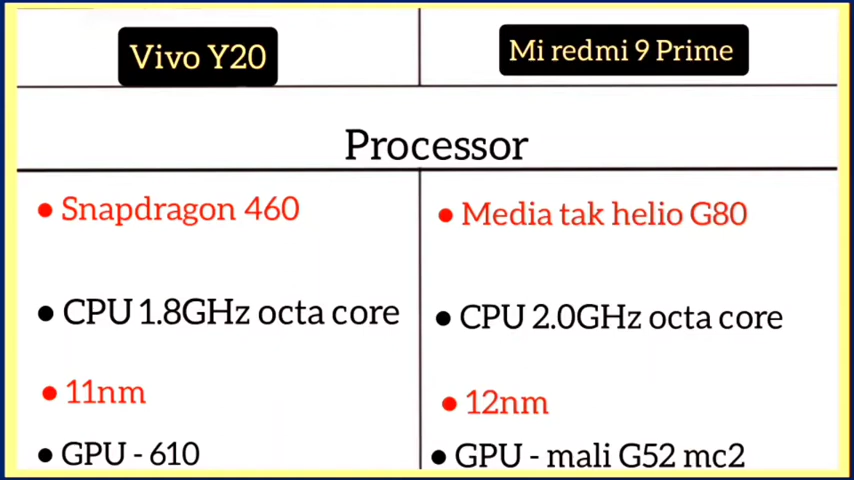 Vivo Y20
Mi redmi 9 Prime
Processor
• Snapdragon 460
• Media tak helio G80
• CPU 1.8GHz octa core
• CPU 2.0GHz octa core
• 11nm
• 12nm
• GPU - 610
• GPU - mali G52 mc2